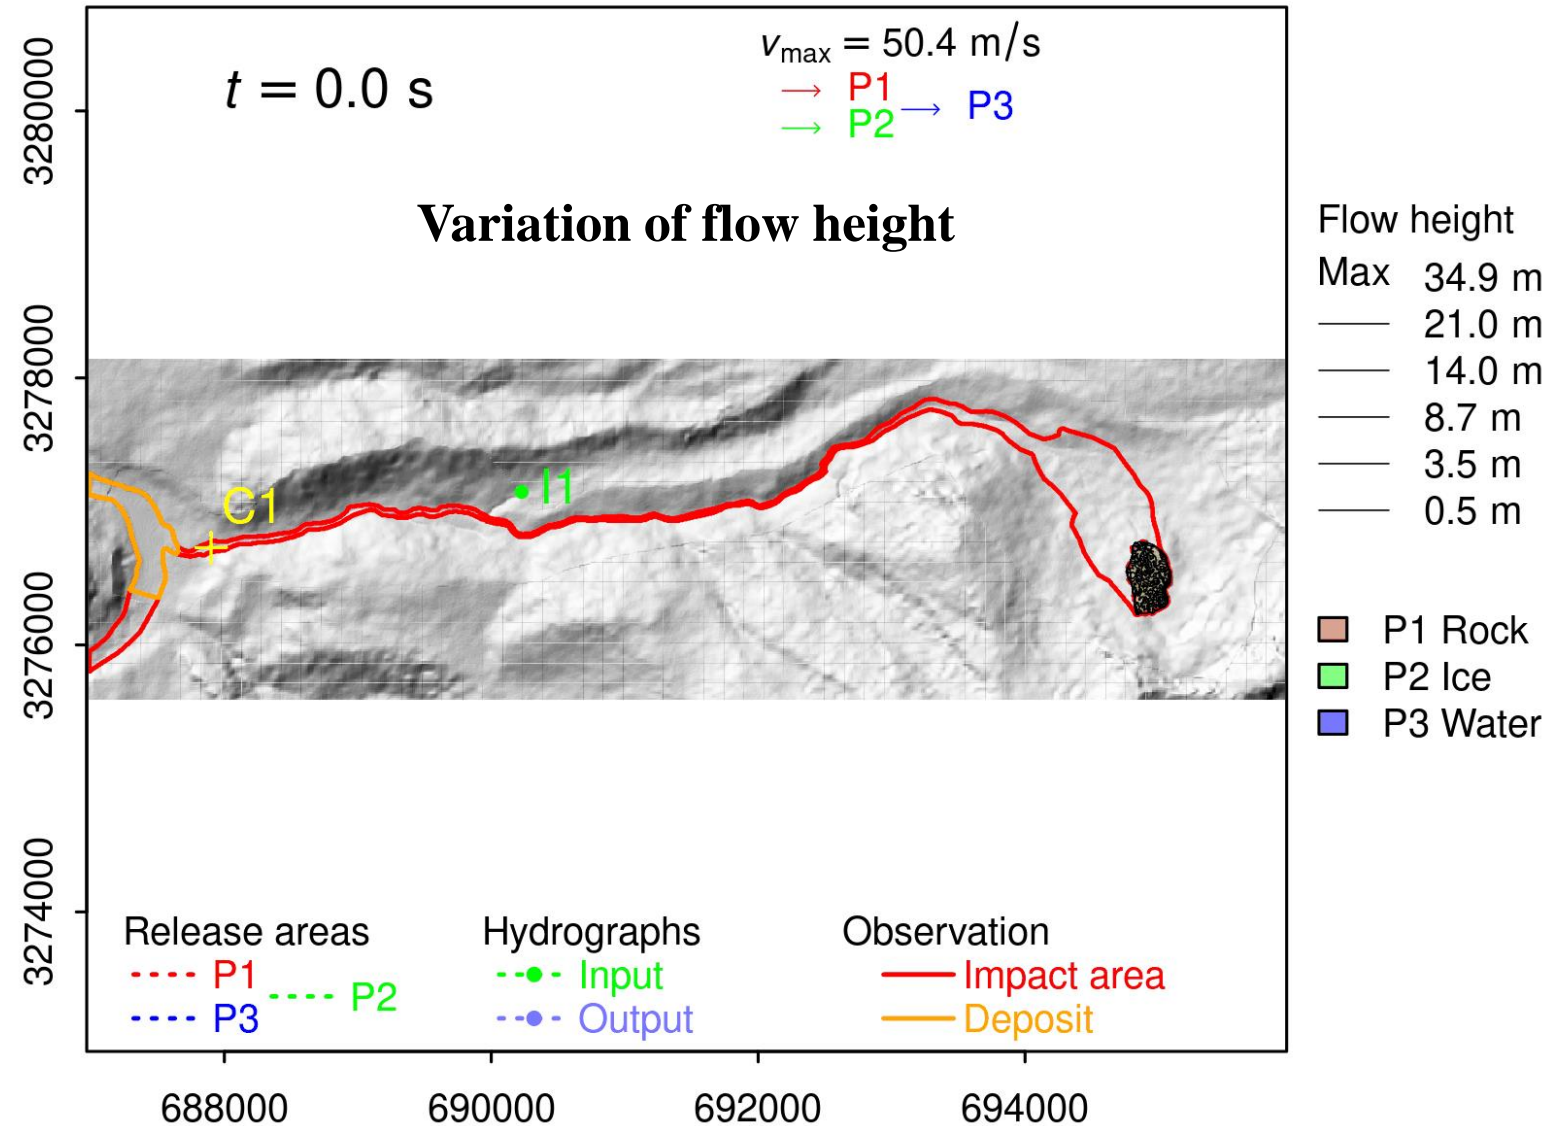 v_max = 50.4 m/s
t = 0.0 s
P1
P2
P3
Variation of flow height
3280000
3278000
3276000
3274000
C1
I1
Flow height
Max 34.9 m
21.0 m
14.0 m
8.7 m
3.5 m
0.5 m
P1 Rock
P2 Ice
P3 Water
Release areas
P1
P2
P3
Hydrographs
Input
Output
Observation
Impact area
Deposit
688000 690000 692000 694000